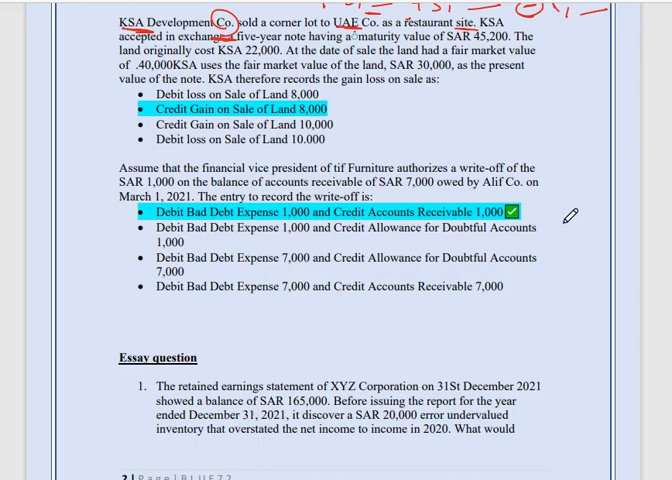 KSA Development Co. sold a corner lot to UAE Co. as a restaurant site. KSA
accepted in exchange a five-year note having a maturity value of SAR 45,200. The
land originally cost KSA 22,000. At the date of sale the land had a fair market value
of .40,000KSA uses the fair market value of the land, SAR 30,000, as the present
value of the note. KSA therefore records the gain loss on sale as:
• Debit loss on Sale of Land 8,000
• Credit Gain on Sale of Land 8,000
• Credit Gain on Sale of Land 10,000
• Debit loss on Sale of Land 10.000
Assume that the financial vice president of tif Furniture authorizes a write-off of the
SAR 1,000 on the balance of accounts receivable of SAR 7,000 owed by Alif Co. on
March 1, 2021. The entry to record the write-off is:
• Debit Bad Debt Expense 1,000 and Credit Accounts Receivable 1,000 ✅
• Debit Bad Debt Expense 1,000 and Credit Allowance for Doubtful Accounts
1,000
• Debit Bad Debt Expense 7,000 and Credit Allowance for Doubtful Accounts
7,000
• Debit Bad Debt Expense 7,000 and Credit Accounts Receivable 7,000
Essay question
1. The retained earnings statement of XYZ Corporation on 31St December 2021
showed a balance of SAR 165,000. Before issuing the report for the year
ended December 31, 2021, it discover a SAR 20,000 error undervalued
inventory that overstated the net income to income in 2020. What would
2 | P a g e | B L U E 7 7